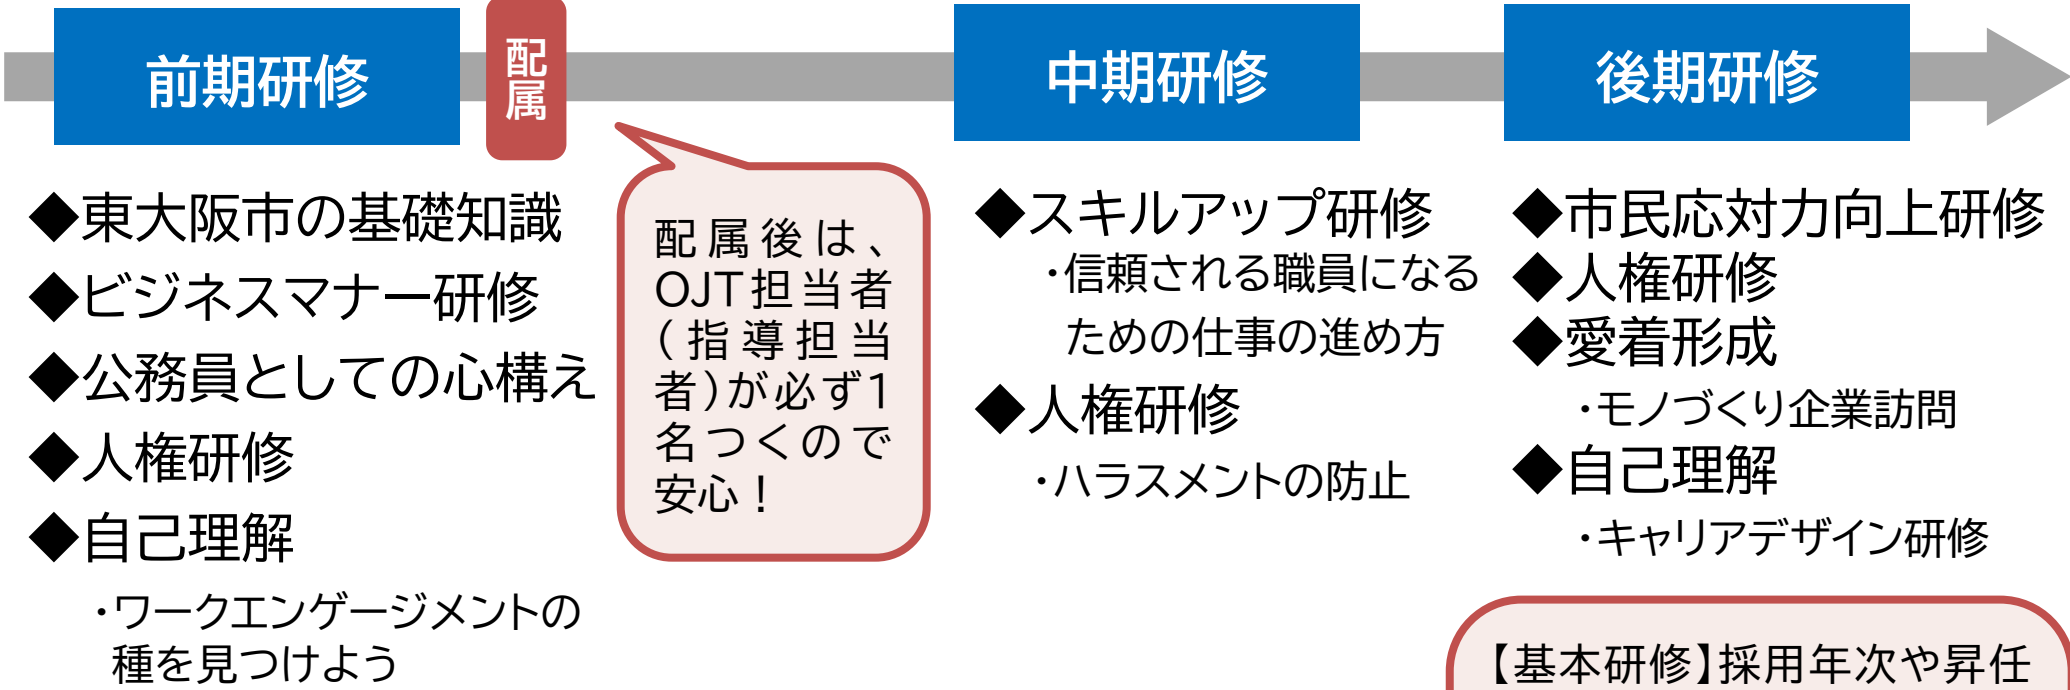 前期研修
配属
中期研修
後期研修
◆東大阪市の基礎知識
◆ビジネスマナー研修
◆公務員としての心構え
◆人権研修
◆自己理解
・ワークエンゲージメントの
種を見つけよう
配属後は、
OJT担当者
(指導担当
者)が必ず1
名つくので
安心！
◆スキルアップ研修
・信頼される職員になる
ための仕事の進め方
◆人権研修
・ハラスメントの防止
◆市民応対力向上研修
◆人権研修
◆愛着形成
・モノづくり企業訪問
◆自己理解
・キャリアデザイン研修
【基本研修】採用年次や昇任